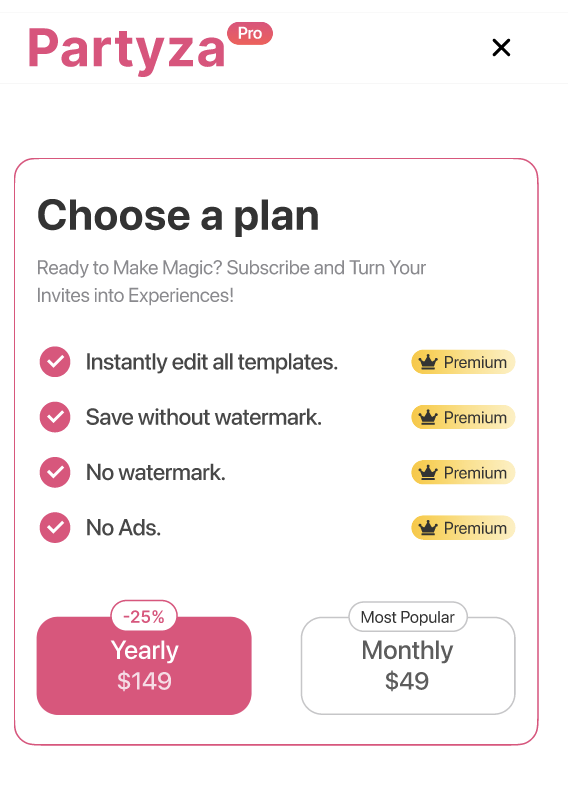 Partyza Pro
Choose a plan
Ready to Make Magic? Subscribe and Turn Your
Invites into Experiences!
Instantly edit all templates. Premium
Save without watermark. Premium
No watermark. Premium
No Ads. Premium
-25%
Yearly
$149
Most Popular
Monthly
$49